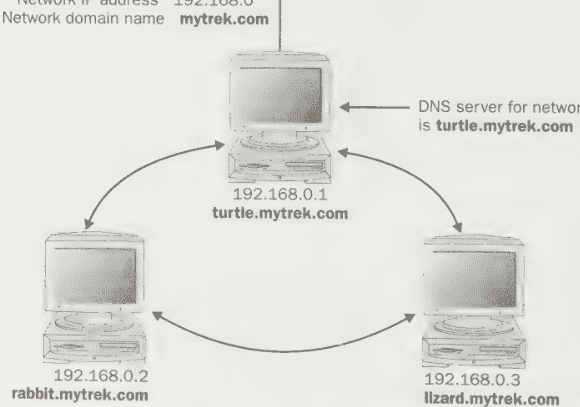 Network IP address 192.168.0
Network domain name mytrek.com
DNS server for network
is turtle.mytrek.com
192.168.0.1
turtle.mytrek.com
192.168.0.2
rabbit.mytrek.com
192.168.0.3
lizard.mytrek.com